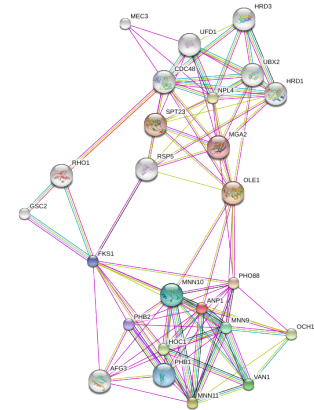 HRD3
MEC3
UFD1
UBX2
CDC48
HRD1
NPL4
SPT23
MGA2
RSP5
RHO1
OLE1
GSC2
FKS1
PHO88
MNN10
ANP1
PHB2
MNN9
OCH1
HOC1
PHB1
AFG3
VAN1
MNN11